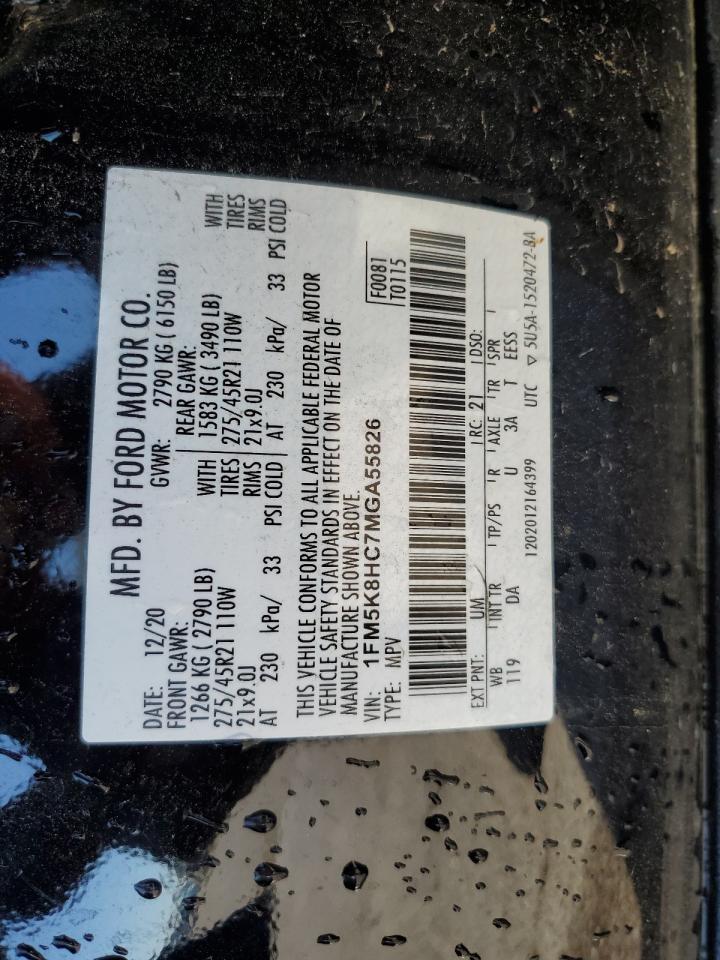 MFD. BY FORD MOTOR CO.
DATE: 12/20 GVWR: 2790 KG ( 6150 LB)
FRONT GAWR: REAR GAWR:
1266 KG ( 2790 LB) WITH 1583 KG ( 3490 LB) WITH
275/45R21 110W TIRES 275/45R21 110W TIRES
21x9.0J RIMS 21x9.0J RIMS
AT 230 kPa/ 33 PSI COLD AT 230 kPa/ 33 PSI COLD
THIS VEHICLE CONFORMS TO ALL APPLICABLE FEDERAL MOTOR
VEHICLE SAFETY STANDARDS IN EFFECT ON THE DATE OF
MANUFACTURE SHOWN ABOVE.
VIN: 1FM5K8HC7MGA55826 F0081
TYPE: MPV T0115
EXT PNT: UM RC: 21 DSO:
WB INT TR TP/PS R AXLE TR SPR
119 DA U 3A T EESS
1202012164399 UTC ▽ 5U5A-1520472-BA